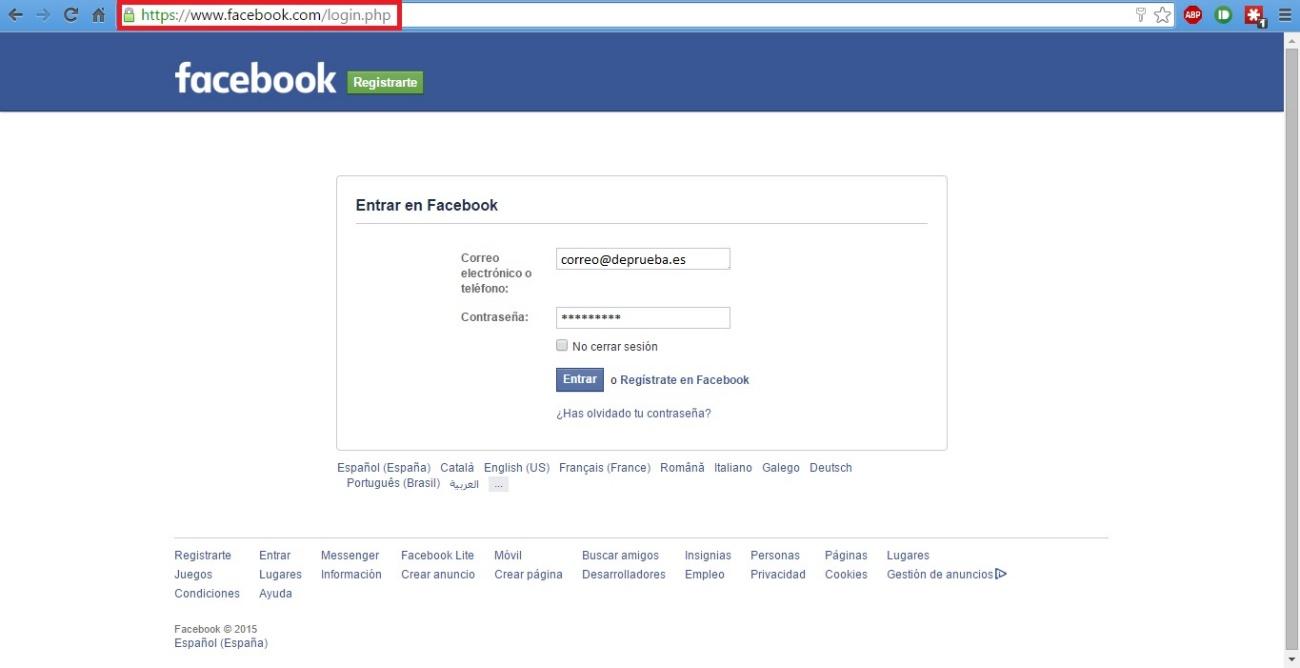 https://www.facebook.com/login.php
ABP
1
facebook Registrarte
Entrar en Facebook
Correo
electrónico o
teléfono:
correo@deprueba.es
Contraseña: *********
No cerrar sesión
Entrar o Regístrate en Facebook
¿Has olvidado tu contraseña?
Español (España) Català English (US) Français (France) Română Italiano Galego Deutsch
Português (Brasil) العربية ...
Registrarte Entrar Messenger Facebook Lite Móvil Buscar amigos Insignias Personas Páginas Lugares
Juegos Lugares Información Crear anuncio Crear página Desarrolladores Empleo Privacidad Cookies Gestión de anuncios
Condiciones Ayuda
Facebook © 2015
Español (España)